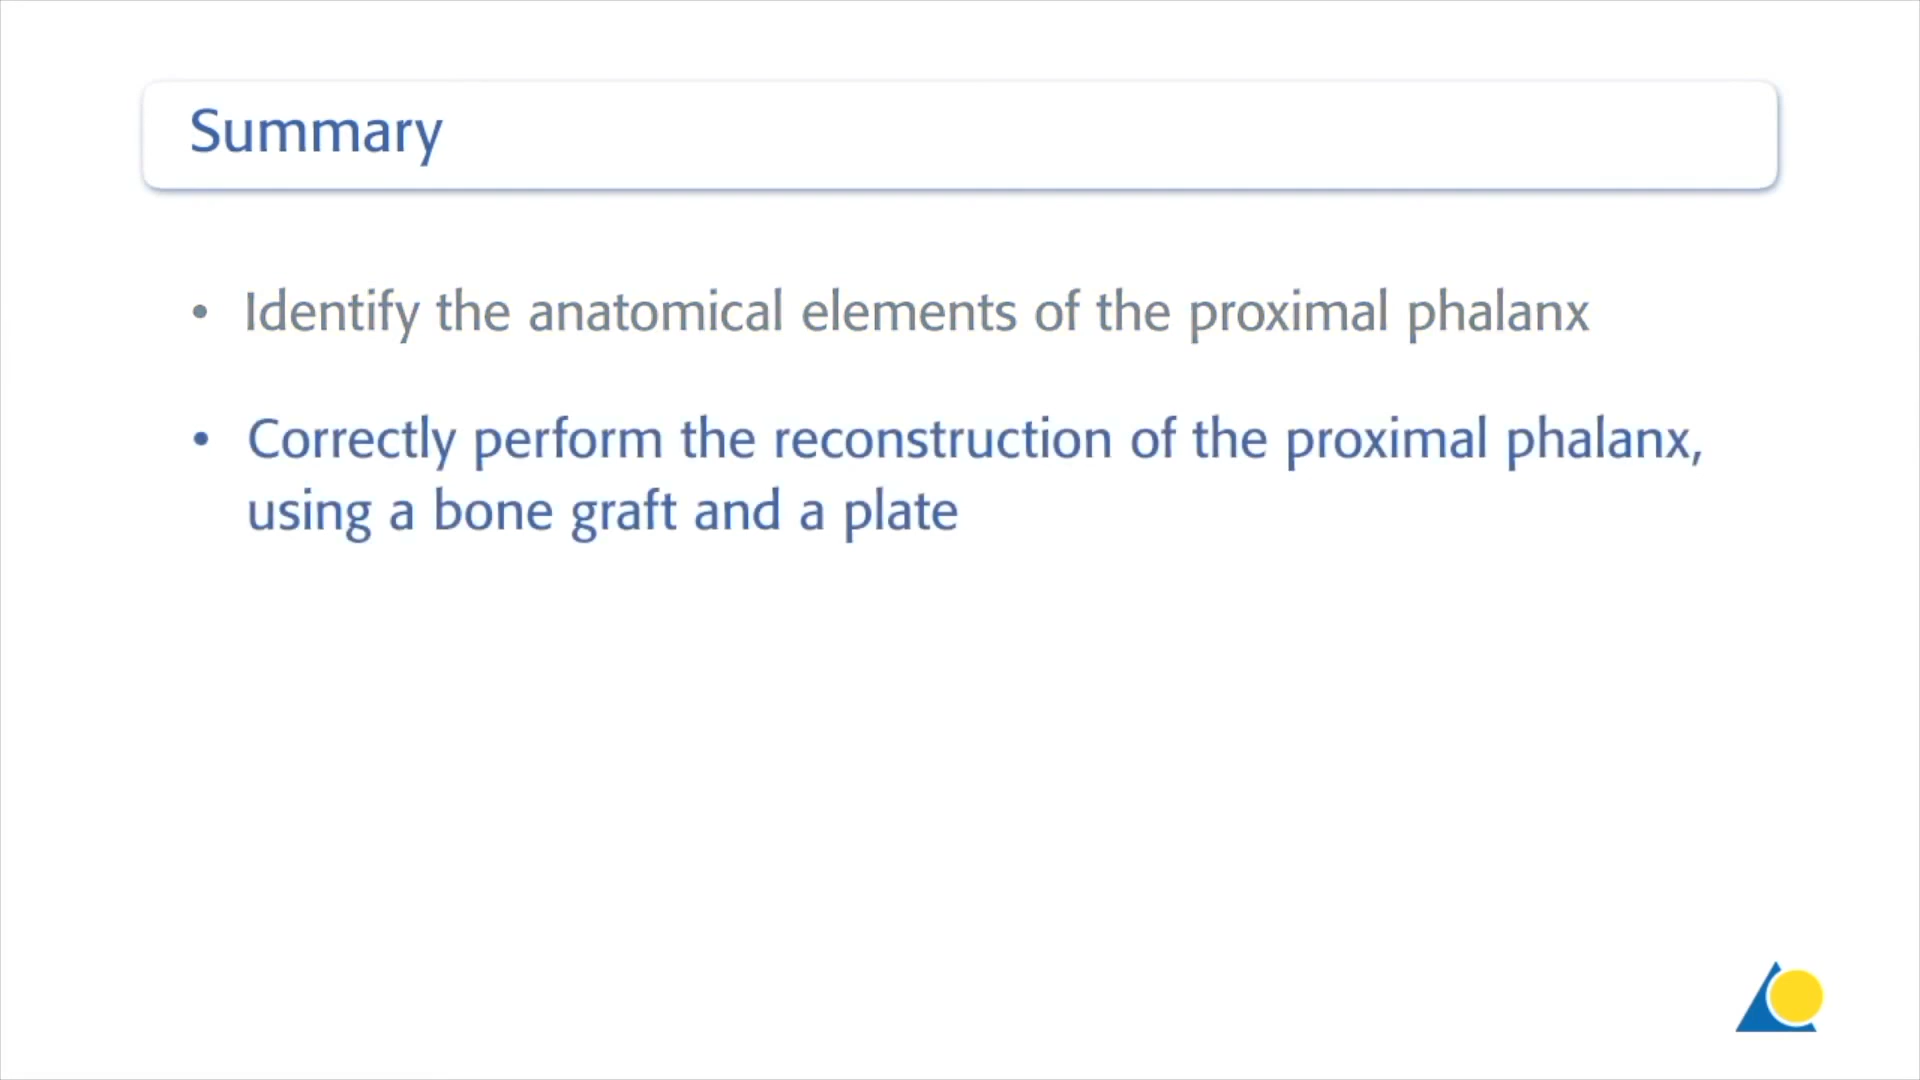 Summary
• Identify the anatomical elements of the proximal phalanx
• Correctly perform the reconstruction of the proximal phalanx,
using a bone graft and a plate